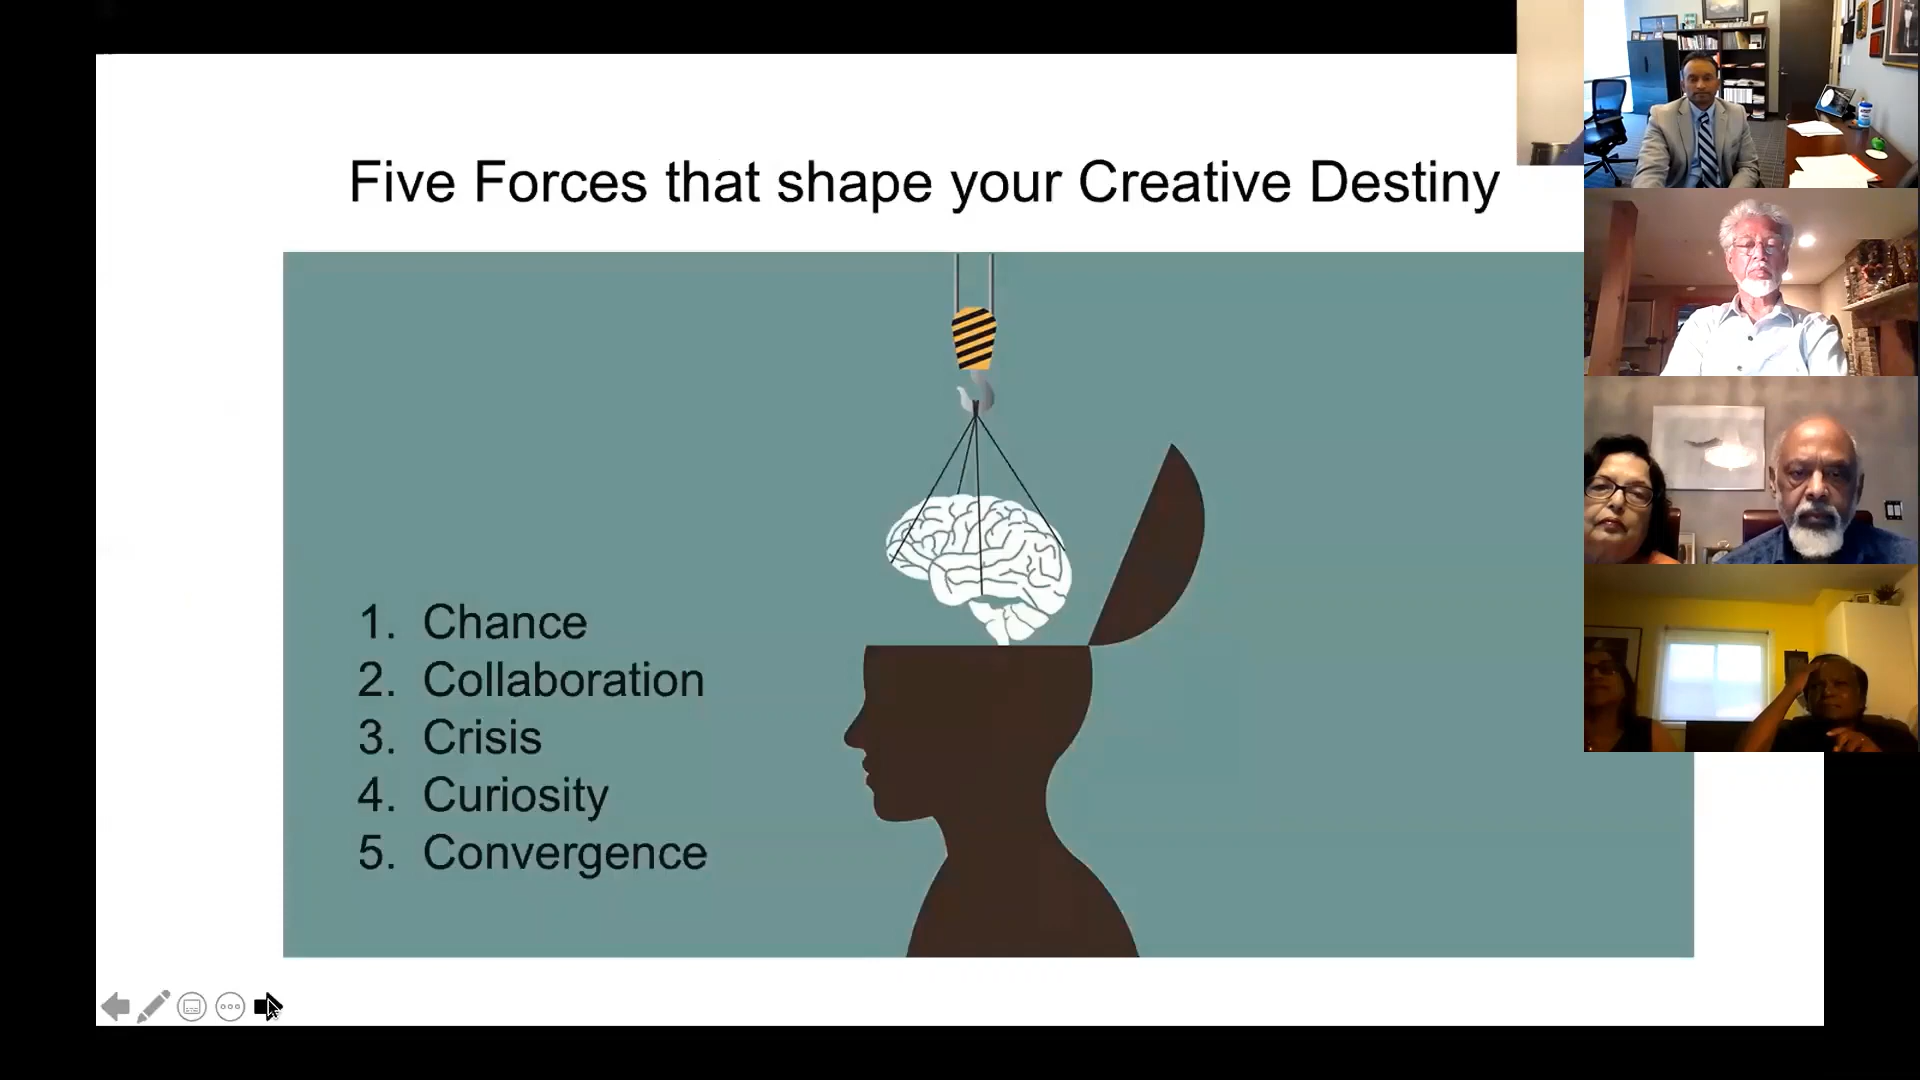 Five Forces that shape your Creative Destiny
1. Chance
2. Collaboration
3. Crisis
4. Curiosity
5. Convergence